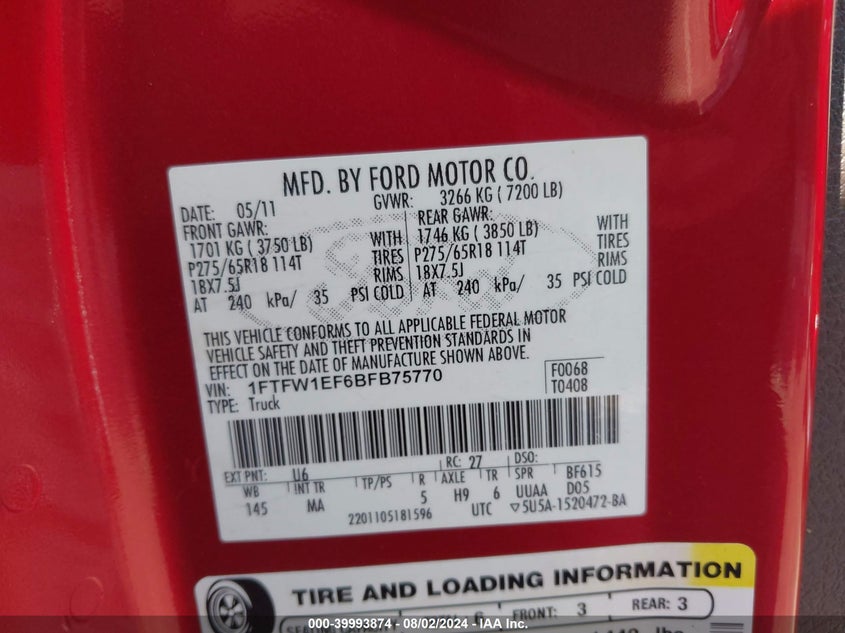 MFD. BY FORD MOTOR CO.
DATE: 05/11 GVWR: 3266 KG ( 7200 LB)
FRONT GAWR: REAR GAWR:
1701 KG ( 3750 LB) WITH 1746 KG ( 3850 LB) WITH
P275/65R18 114T TIRES P275/65R18 114T TIRES
18X7.5J RIMS 18X7.5J RIMS
AT 240 kPa/ 35 PSI COLD AT 240 kPa/ 35 PSI COLD
THIS VEHICLE CONFORMS TO ALL APPLICABLE FEDERAL MOTOR
VEHICLE SAFETY AND THEFT PREVENTION STANDARDS IN
EFFECT ON THE DATE OF MANUFACTURE SHOWN ABOVE.
VIN: 1FTFW1EF6BFB75770 F0068
TYPE: Truck T0408
EXT PNT: U6 RC: 27 DSO:
WB INT TR TP/PS R AXLE TR SPR BF615
145 MA 5 H9 6 UUAA D05
2201105181596 UTC ▽5U5A-1520472-BA
TIRE AND LOADING INFORMATION
6 FRONT: 3 REAR: 3
000-39993874 - 08/02/2024 - IAA Inc.